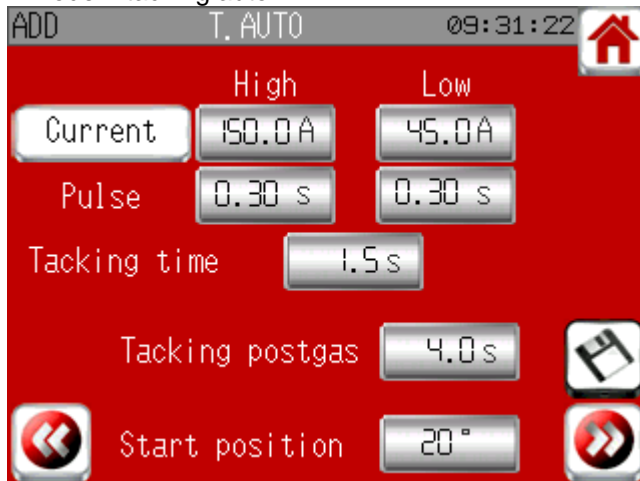 ADD T. AUTO 09:31:22
High Low
Current 150.0 A 45.0 A
Pulse 0.30 s 0.30 s
Tacking time 1.5 s
Tacking postgas 4.0 s
Start position 20°